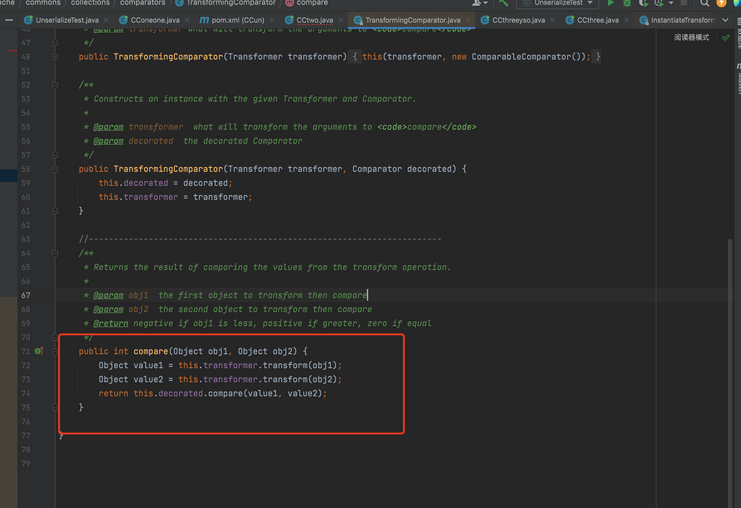 commons collections comparators TransformingComparator compare UnserializeTest
UnserializeTest.java CConeone.java pom.xml (CCun) CCtwo.java TransformingComparator.java CCthreeyso.java CCthree.java InstantiateTransform
阅读器模式
* @param transformer what will transform the arguments to <code>compare</code>
47 */
48 public TransformingComparator(Transformer transformer) { this(transformer, new ComparableComparator()); }
51
52 /**
53 * Constructs an instance with the given Transformer and Comparator.
54 *
55 * @param transformer  what will transform the arguments to <code>compare</code>
56 * @param decorated  the decorated Comparator
57 */
58 public TransformingComparator(Transformer transformer, Comparator decorated) {
59 this.decorated = decorated;
60 this.transformer = transformer;
61 }
62
63 //-----------------------------------------------------------------------
64 /**
65 * Returns the result of comparing the values from the transform operation.
66 *
67 * @param obj1  the first object to transform then compare
68 * @param obj2  the second object to transform then compare
69 * @return negative if obj1 is less, positive if greater, zero if equal
70 */
71 public int compare(Object obj1, Object obj2) {
72 Object value1 = this.transformer.transform(obj1);
73 Object value2 = this.transformer.transform(obj2);
74 return this.decorated.compare(value1, value2);
75 }
76
77 }
78
79